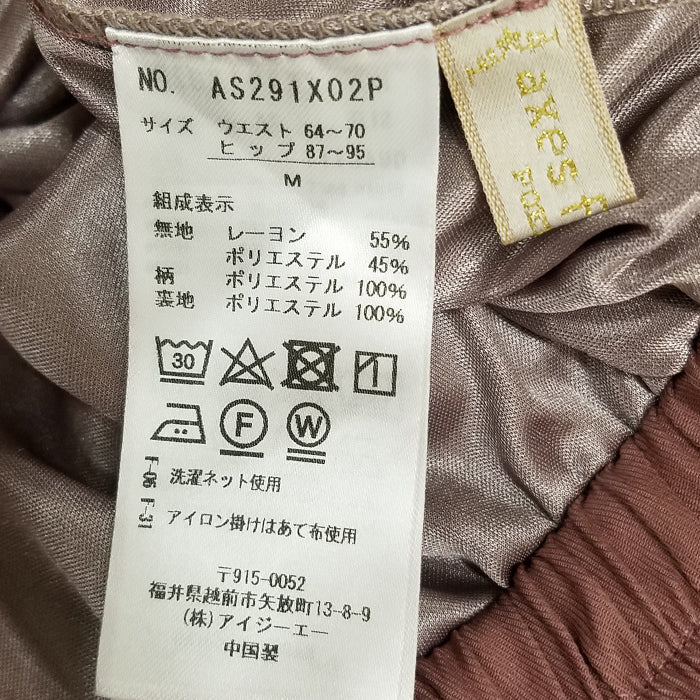 NO. AS291X02P
サイズ ウエスト 64～70
ヒップ 87～95
M
組成表示
無地 レーヨン 55%
ポリエステル 45%
柄 ポリエステル 100%
裏地 ポリエステル 100%
30
1
F W
F-06 洗濯ネット使用
F-31 アイロン掛けはあて布使用
〒915-0052
福井県越前市矢放町13-8-9
(株)アイジーエー
中国製
axes f